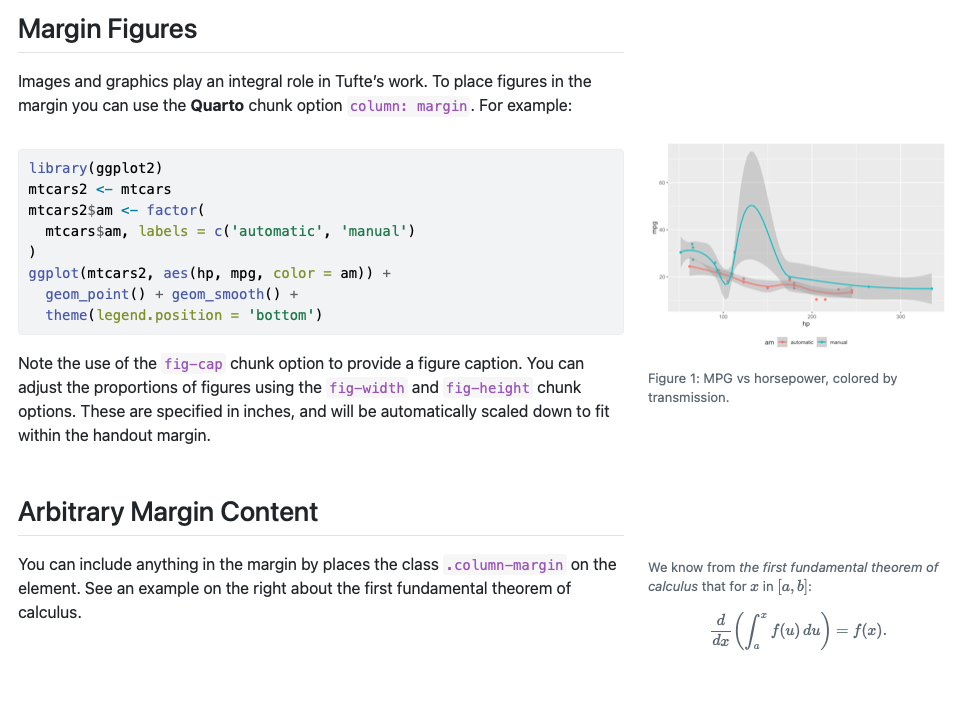 Margin Figures
Images and graphics play an integral role in Tufte’s work. To place figures in the
margin you can use the Quarto chunk option column: margin. For example:
library(ggplot2)
mtcars2 <- mtcars
mtcars2$am <- factor(
  mtcars$am, labels = c('automatic', 'manual')
)
ggplot(mtcars2, aes(hp, mpg, color = am)) +
  geom_point() + geom_smooth() +
  theme(legend.position = 'bottom')
60
40
20
mpg
100 200 300
hp
am automatic manual
Figure 1: MPG vs horsepower, colored by
transmission.
Note the use of the fig-cap chunk option to provide a figure caption. You can
adjust the proportions of figures using the fig-width and fig-height chunk
options. These are specified in inches, and will be automatically scaled down to fit
within the handout margin.
Arbitrary Margin Content
You can include anything in the margin by places the class .column-margin on the
element. See an example on the right about the first fundamental theorem of
calculus.
We know from the first fundamental theorem of
calculus that for x in [a, b]:
d/dx (∫_a^x f(u) du) = f(x).